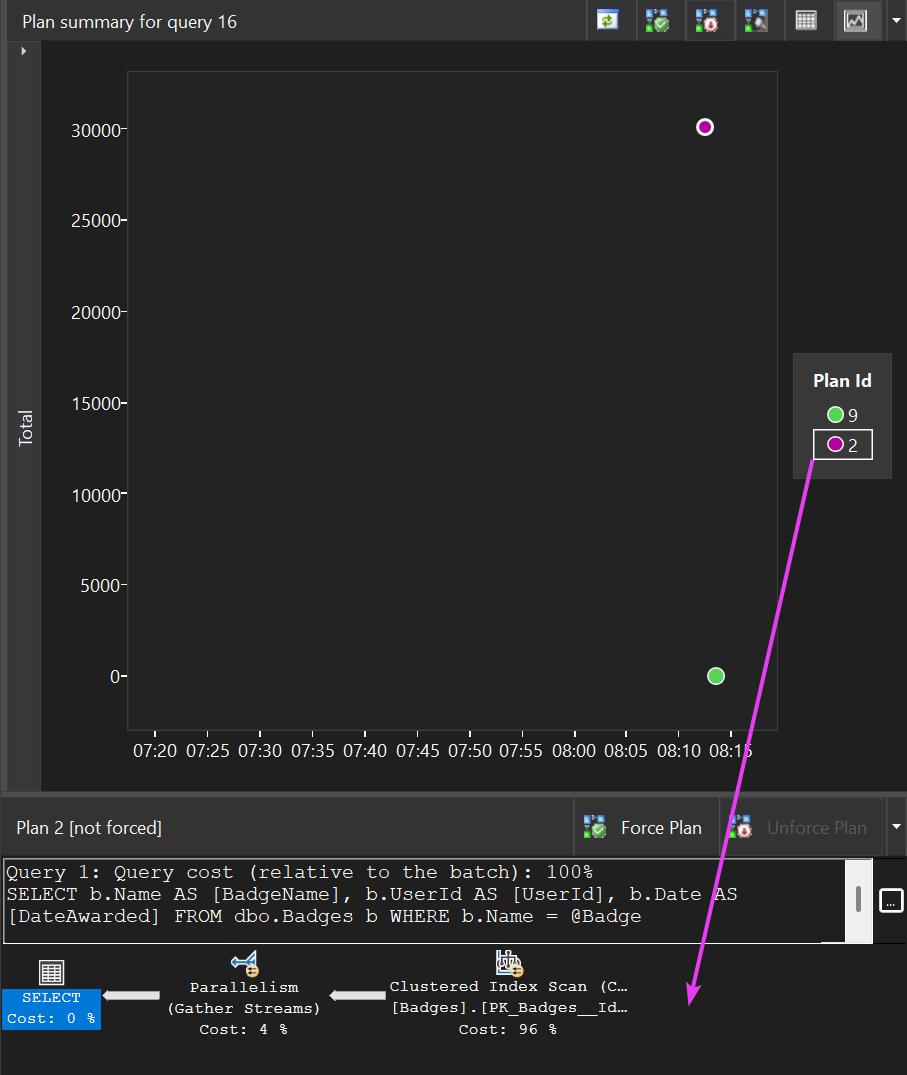 Plan summary for query 16
30000
25000
20000
15000
10000
5000
0
Total
07:20 07:25 07:30 07:35 07:40 07:45 07:50 07:55 08:00 08:05 08:10 08:15
Plan Id
9
2
Plan 2 [not forced]
Force Plan
Unforce Plan
Query 1: Query cost (relative to the batch): 100%
SELECT b.Name AS [BadgeName], b.UserId AS [UserId], b.Date AS
[DateAwarded] FROM dbo.Badges b WHERE b.Name = @Badge
...
SELECT
Cost: 0 %
Parallelism
(Gather Streams)
Cost: 4 %
Clustered Index Scan (C…
[Badges].[PK_Badges__Id…
Cost: 96 %